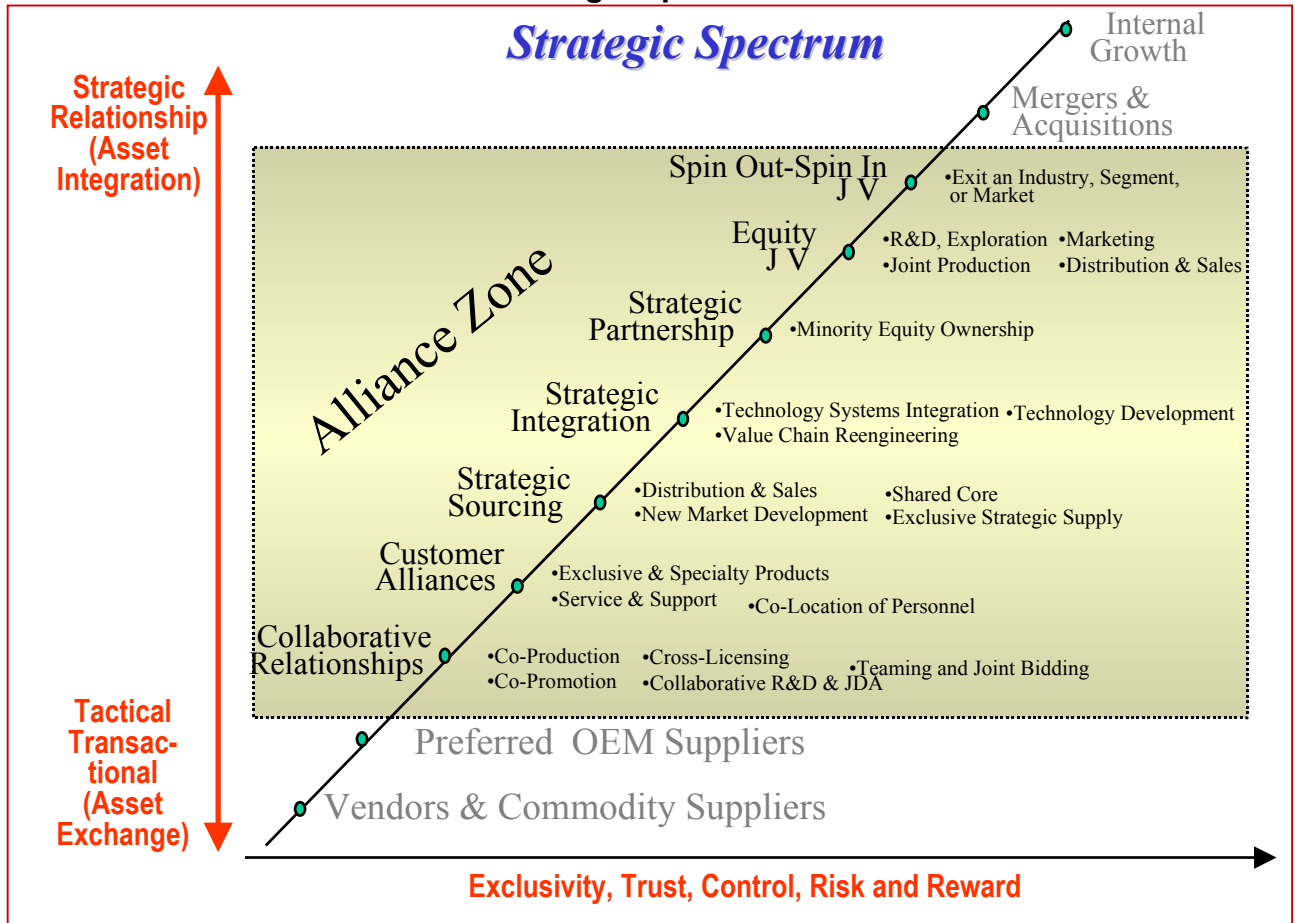 Strategic Spectrum
Internal
Growth
Mergers &
Acquisitions
Strategic
Relationship
(Asset
Integration)
Spin Out-Spin In
J V
•Exit an Industry, Segment,
or Market
Equity
J V
•R&D, Exploration
•Marketing
•Joint Production
•Distribution & Sales
Alliance Zone
Strategic
Partnership
•Minority Equity Ownership
Strategic
Integration
•Technology Systems Integration
•Technology Development
•Value Chain Reengineering
Strategic
Sourcing
•Distribution & Sales
•Shared Core
•New Market Development
•Exclusive Strategic Supply
Customer
Alliances
•Exclusive & Specialty Products
•Service & Support
•Co-Location of Personnel
Collaborative
Relationships
•Co-Production
•Cross-Licensing
•Teaming and Joint Bidding
•Co-Promotion
•Collaborative R&D & JDA
Tactical
Transac-
tional
(Asset
Exchange)
Preferred OEM Suppliers
Vendors & Commodity Suppliers
Exclusivity, Trust, Control, Risk and Reward